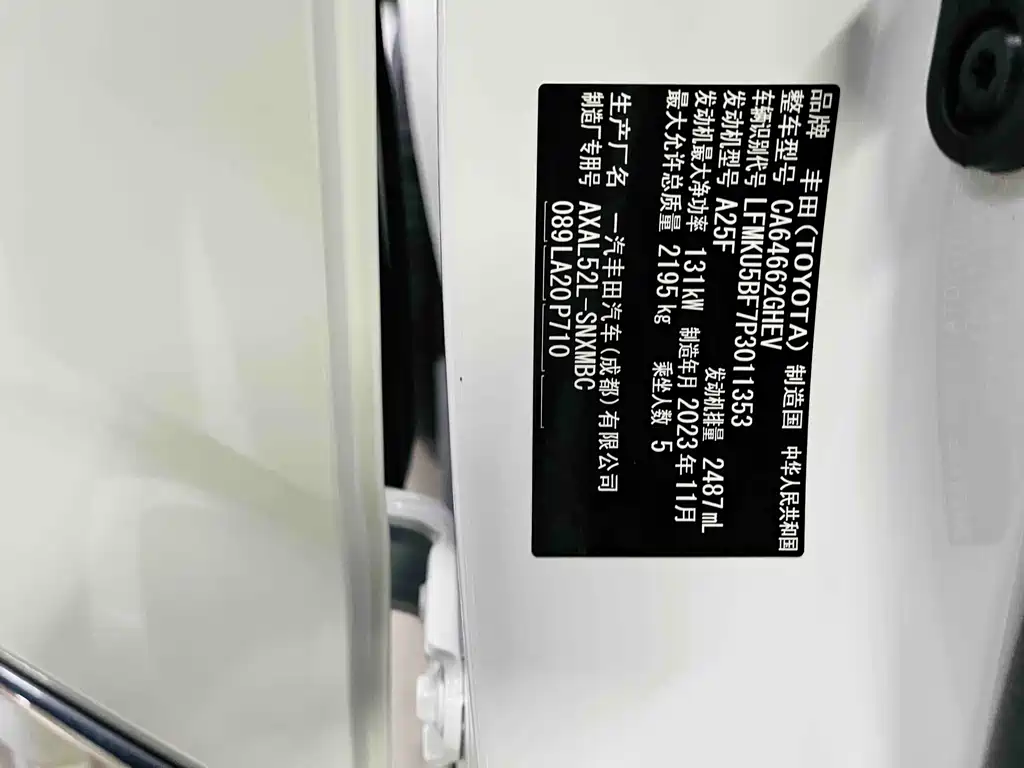 品牌 丰田(TOYOTA) 制造国 中华人民共和国
整车型号 CA64662GHEV
车辆识别代号 LFMKU5BF7P3011353
发动机型号 A25F 发动机排量 2487mL
发动机最大净功率 131kW 制造年月 2023年11月
最大允许总质量 2195kg 乘坐人数 5
生产厂名 一汽丰田汽车(成都)有限公司
制造厂专用号 AXAL52L-SNXMBC
089LA20P710